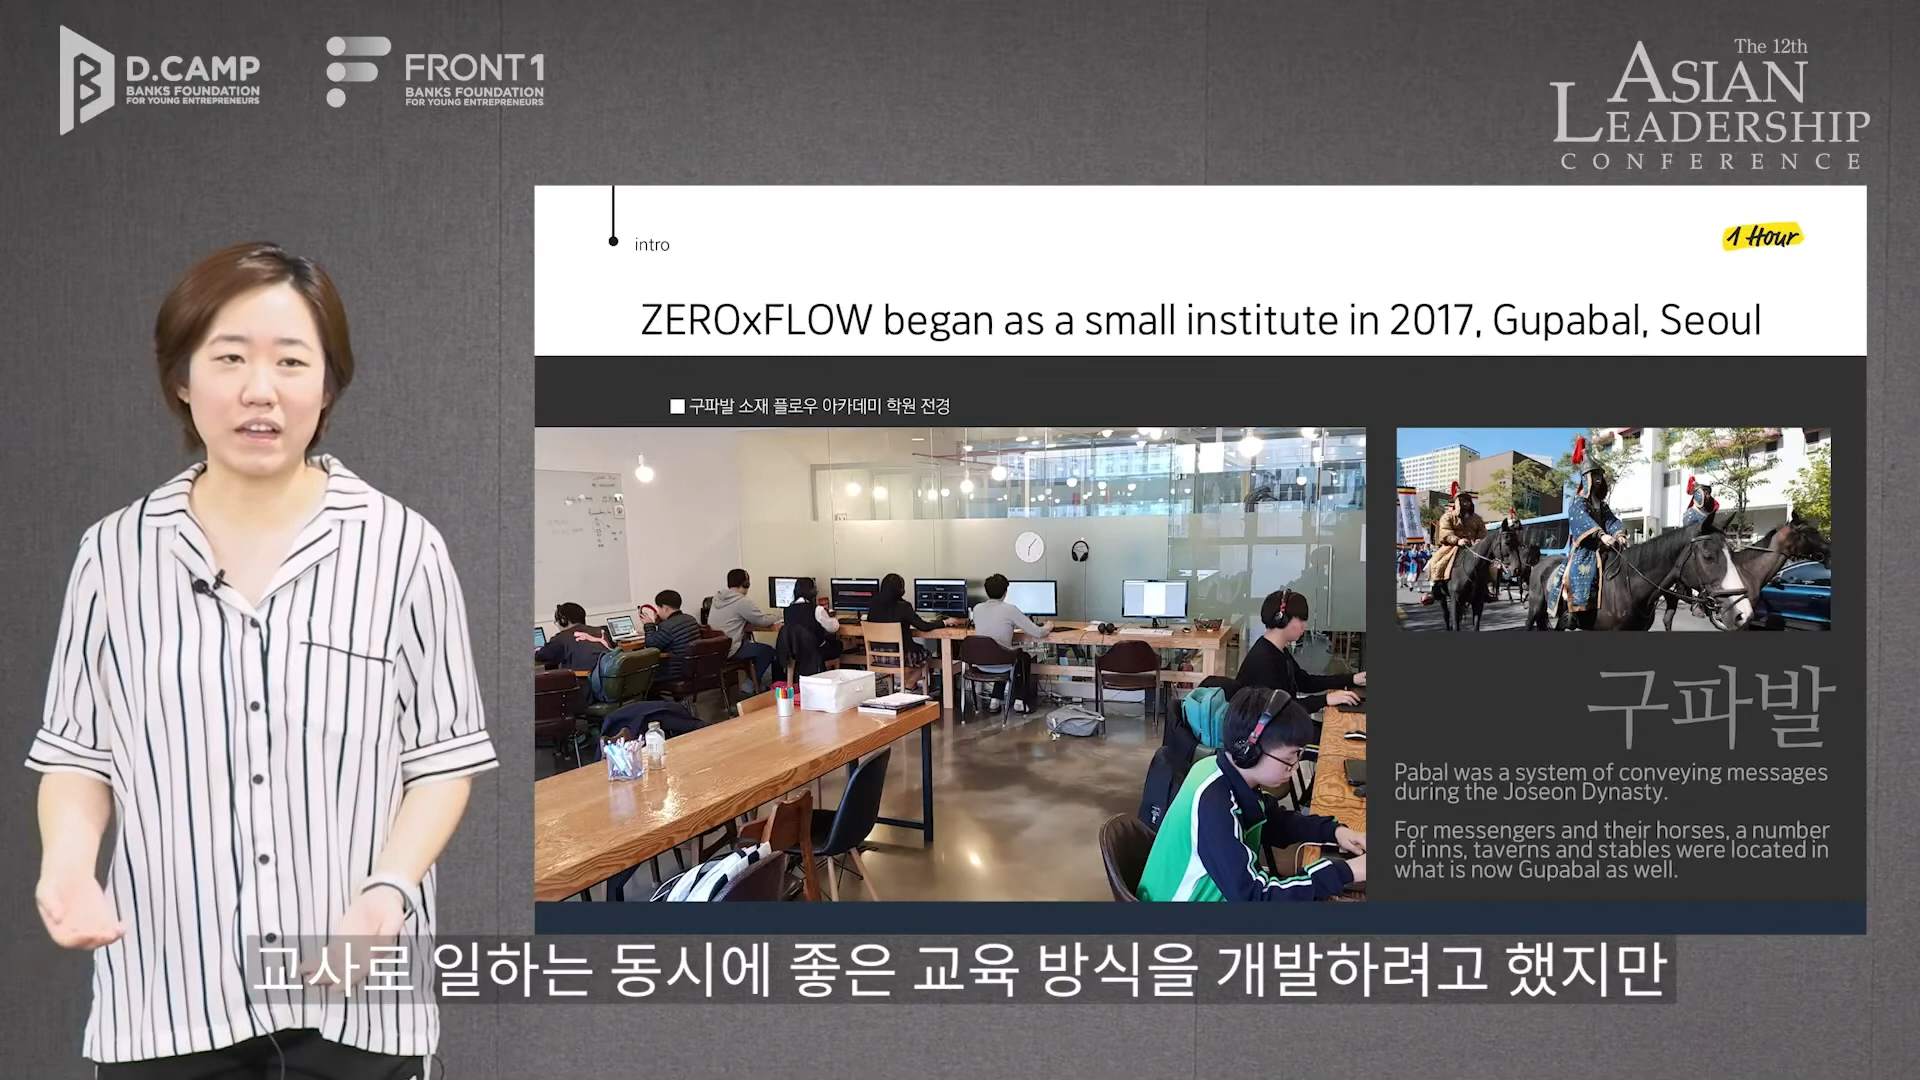 D.CAMP
BANKS FOUNDATION
FOR YOUNG ENTREPRENEURS
FRONT1
BANKS FOUNDATION
FOR YOUNG ENTREPRENEURS
The 12th
ASIAN
LEADERSHIP
CONFERENCE
intro
1 Hour
ZEROxFLOW began as a small institute in 2017, Gupabal, Seoul
구파발 소재 플로우 아카데미 학원 전경
구파발
Pabal was a system of conveying messages
during the Joseon Dynasty.
For messengers and their horses, a number
of inns, taverns and stables were located in
what is now Gupabal as well.
교사로 일하는 동시에 좋은 교육 방식을 개발하려고 했지만